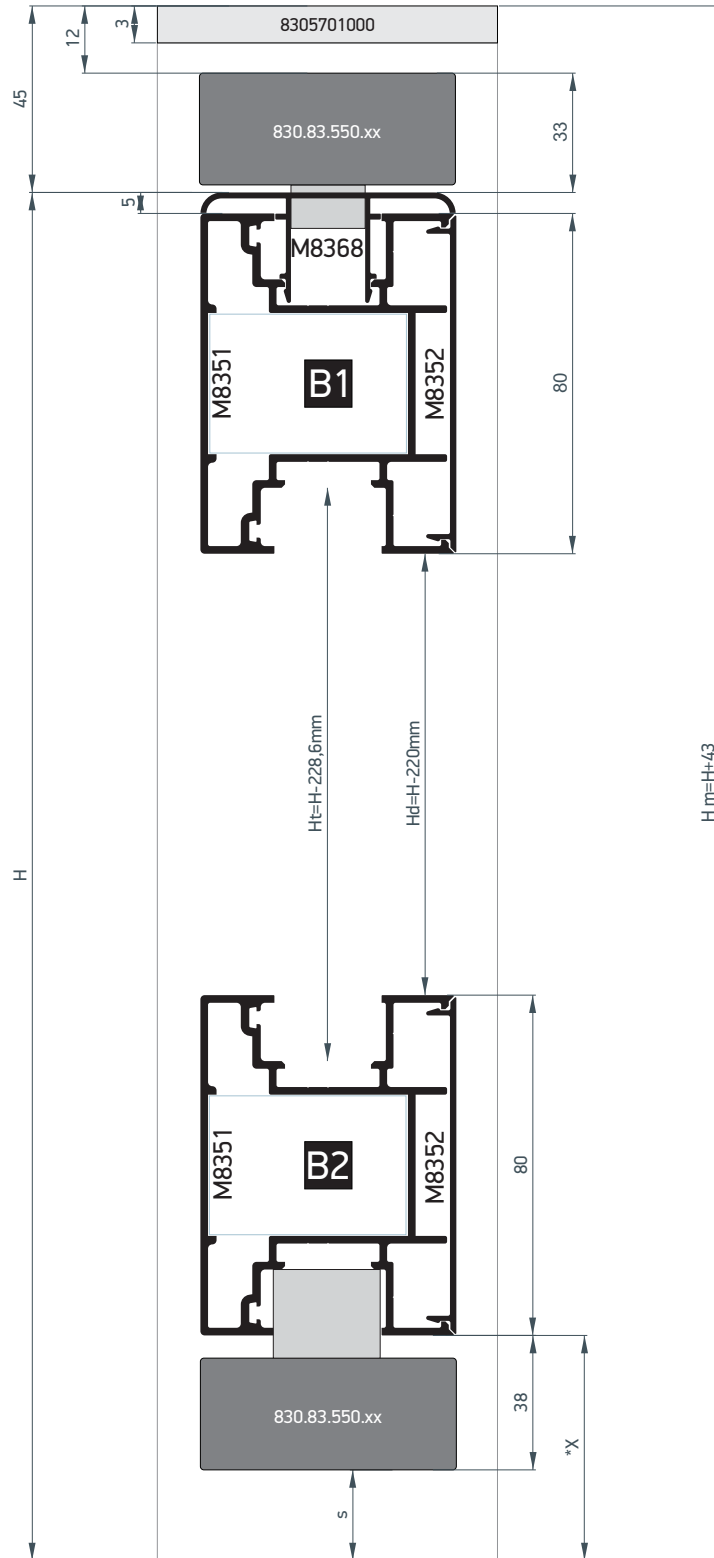 8305701000
3
12
45
830.83.550.xx
33
5
M8368
M8351
B1
M8352
80
Ht=H-228,6mm
Hd=H-220mm
H m=H+43
H
M8351
B2
M8352
80
830.83.550.xx
38
*X
s